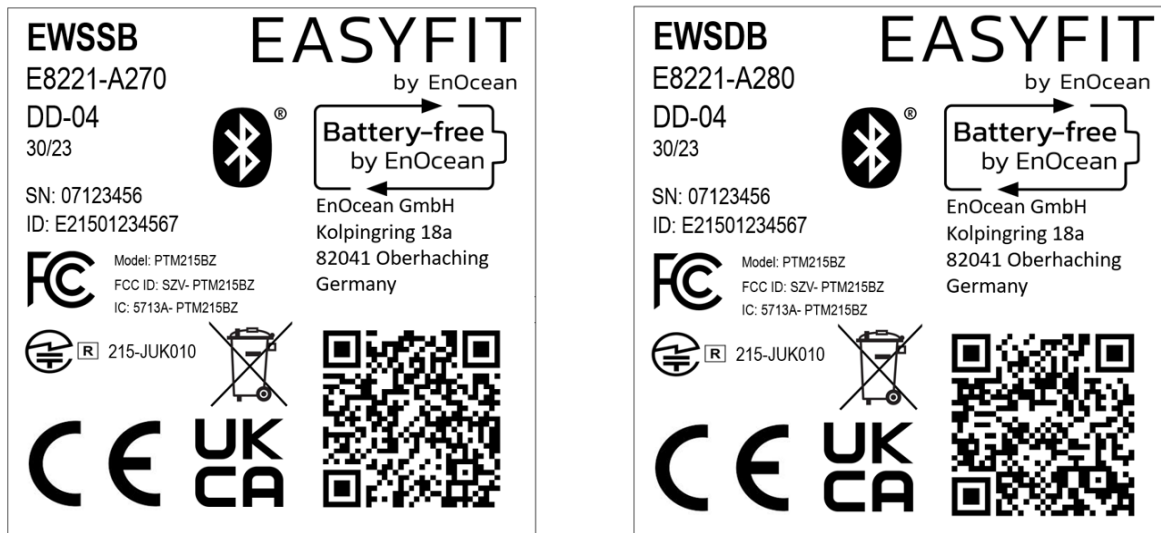 EWSSB
E8221-A270
DD-04
30/23
EASYFIT
by EnOcean
®
Battery-free
by EnOcean
SN: 07123456
ID: E21501234567
EnOcean GmbH
Kolpingring 18a
82041 Oberhaching
Germany
FC
Model: PTM215BZ
FCC ID: SZV- PTM215BZ
IC: 5713A- PTM215BZ
R 215-JUK010
CE
UK
CA
EWSDB
E8221-A280
DD-04
30/23
EASYFIT
by EnOcean
®
Battery-free
by EnOcean
SN: 07123456
ID: E21501234567
EnOcean GmbH
Kolpingring 18a
82041 Oberhaching
Germany
FC
Model: PTM215BZ
FCC ID: SZV- PTM215BZ
IC: 5713A- PTM215BZ
R 215-JUK010
CE
UK
CA